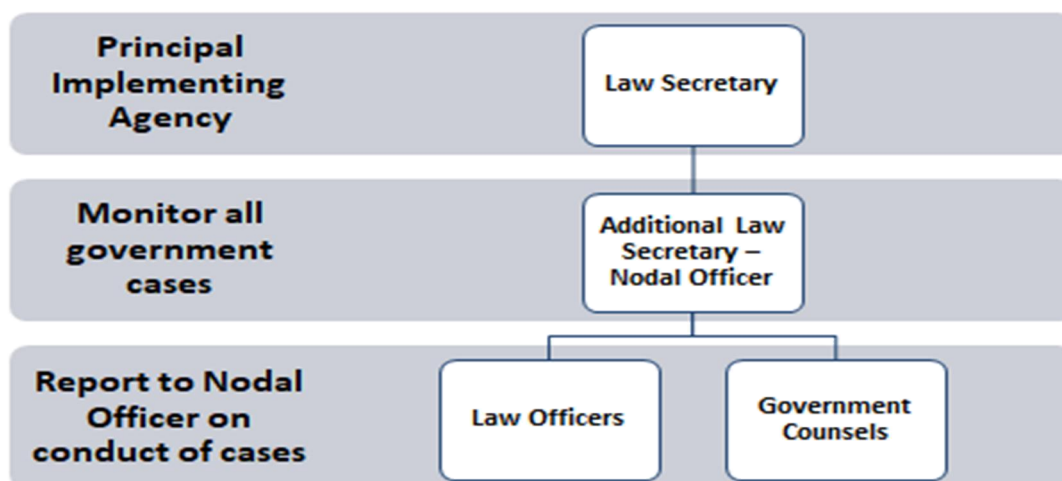 Principal
Implementing
Agency
Law Secretary
Monitor all
government
cases
Additional Law
Secretary –
Nodal Officer
Report to Nodal
Officer on
conduct of cases
Law Officers
Government
Counsels